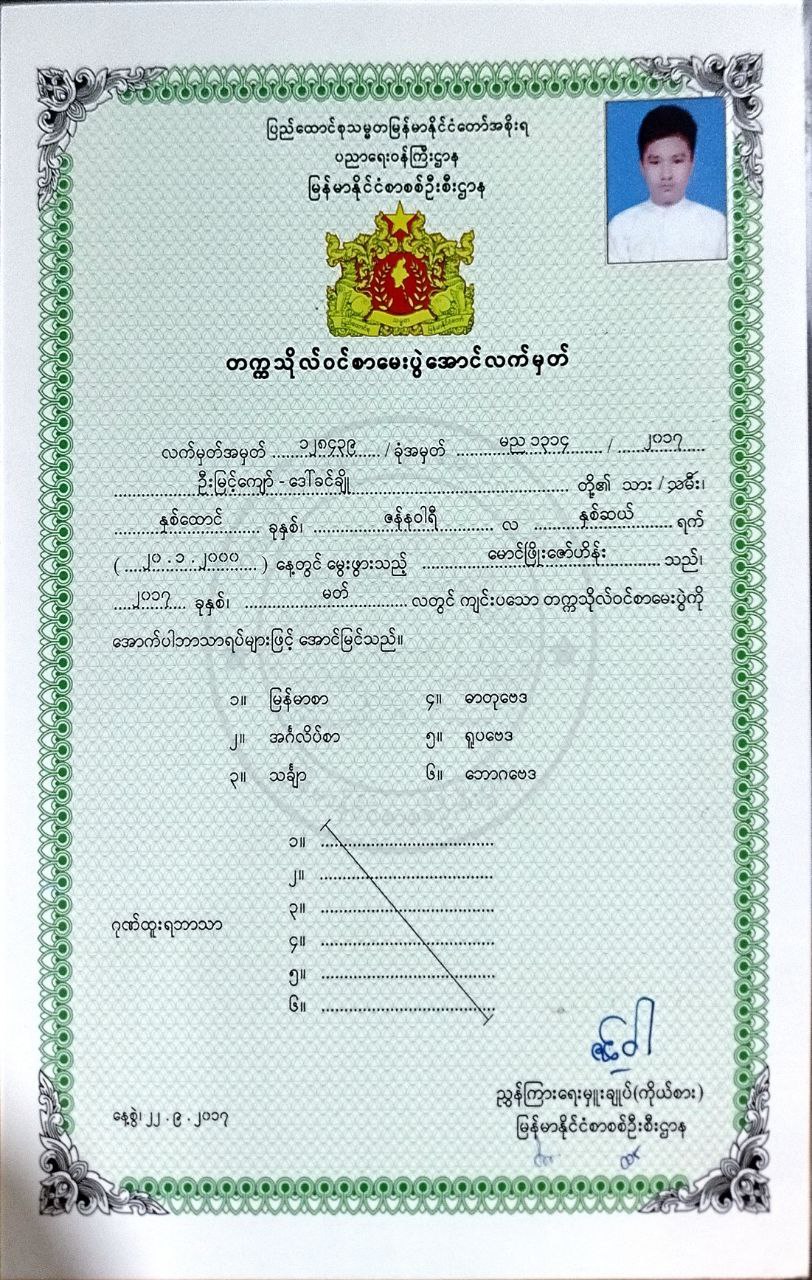 ပြည်ထောင်စုသမ္မတမြန်မာနိုင်ငံတော်အစိုးရ
ပညာရေးဝန်ကြီးဌာန
မြန်မာနိုင်ငံစာစစ်ဦးစီးဌာန
တက္ကသိုလ်ဝင်စာမေးပွဲအောင်လက်မှတ်
လက်မှတ်အမှတ် ၁၂၈၄၃၉ / ခုံအမှတ် မည ၁၃၁၄ / ၂၀၁၇
ဦးမြင့်ကျော် - ဒေါ်ခင်ချို တို့၏ သား / သမီး၊
နှစ်ထောင် ခုနှစ်၊ ဇန်နဝါရီ လ နှစ်ဆယ် ရက်
( ၂၀ . ၁ . ၂၀၀၀ ) နေ့တွင် မွေးဖွားသည့် မောင်ဖြိုးဇော်ဟိန်း သည်၊
၂၀၁၇ ခုနှစ်၊ မတ် လတွင် ကျင်းပသော တက္ကသိုလ်ဝင်စာမေးပွဲကို
အောက်ပါဘာသာရပ်များဖြင့် အောင်မြင်သည်။
၁။ မြန်မာစာ ၄။ ဓာတုဗေဒ
၂။ အင်္ဂလိပ်စာ ၅။ ရူပဗေဒ
၃။ သင်္ချာ ၆။ ဘောဂဗေဒ
၁။
၂။
၃။
ဂုဏ်ထူးရဘာသာ
၄။
၅။
၆။
ညွှန်ကြားရေးမှူးချုပ်(ကိုယ်စား)
နေ့စွဲ၊ ၂၂ . ၉ . ၂၀၁၇
မြန်မာနိုင်ငံစာစစ်ဦးစီးဌာန